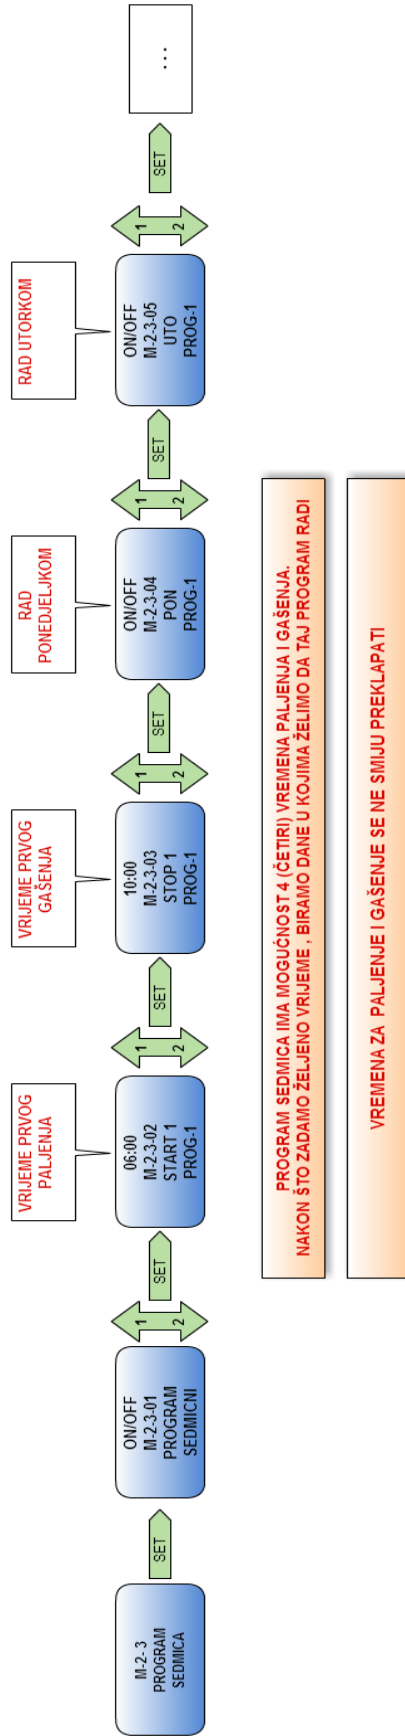 VRIJEME PRVOG
PALJENJA
VRIJEME PRVOG
GAŠENJA
RAD
PONEDJELJKOM
RAD UTORKOM
M-2- 3
PROGRAM
SEDMICA
SET
ON/OFF
M-2-3-01
PROGRAM
SEDMICNI
1
2
SET
06:00
M-2-3-02
START 1
PROG-1
1
2
SET
10:00
M-2-3-03
STOP 1
PROG-1
1
2
SET
ON/OFF
M-2-3-04
PON
PROG-1
1
2
SET
ON/OFF
M-2-3-05
UTO
PROG-1
1
2
SET
...
PROGRAM SEDMICA IMA MOGUĆNOST 4 (ČETIRI) VREMENA PALJENJA I GAŠENJA.
NAKON ŠTO ZADAMO ŽELJENO VRIJEME , BIRAMO DANE U KOJIMA ŽELIMO DA TAJ PROGRAM RADI
VREMENA ZA PALJENJE I GAŠENJE SE NE SMIJU PREKLAPATI